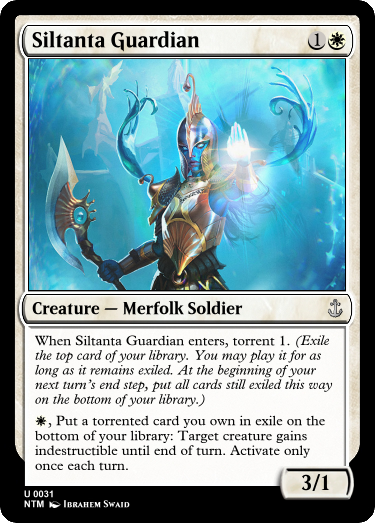 Siltanta Guardian 1
Creature — Merfolk Soldier
When Siltanta Guardian enters, torrent 1. (Exile
the top card of your library. You may play it for as
long as it remains exiled. At the beginning of your
next turn's end step, put all cards still exiled this way
on the bottom of your library.)
, Put a torrented card you own in exile on the
bottom of your library: Target creature gains
indestructible until end of turn. Activate only
once each turn.
3/1
U 0031
NTM Ibrahem Swaid